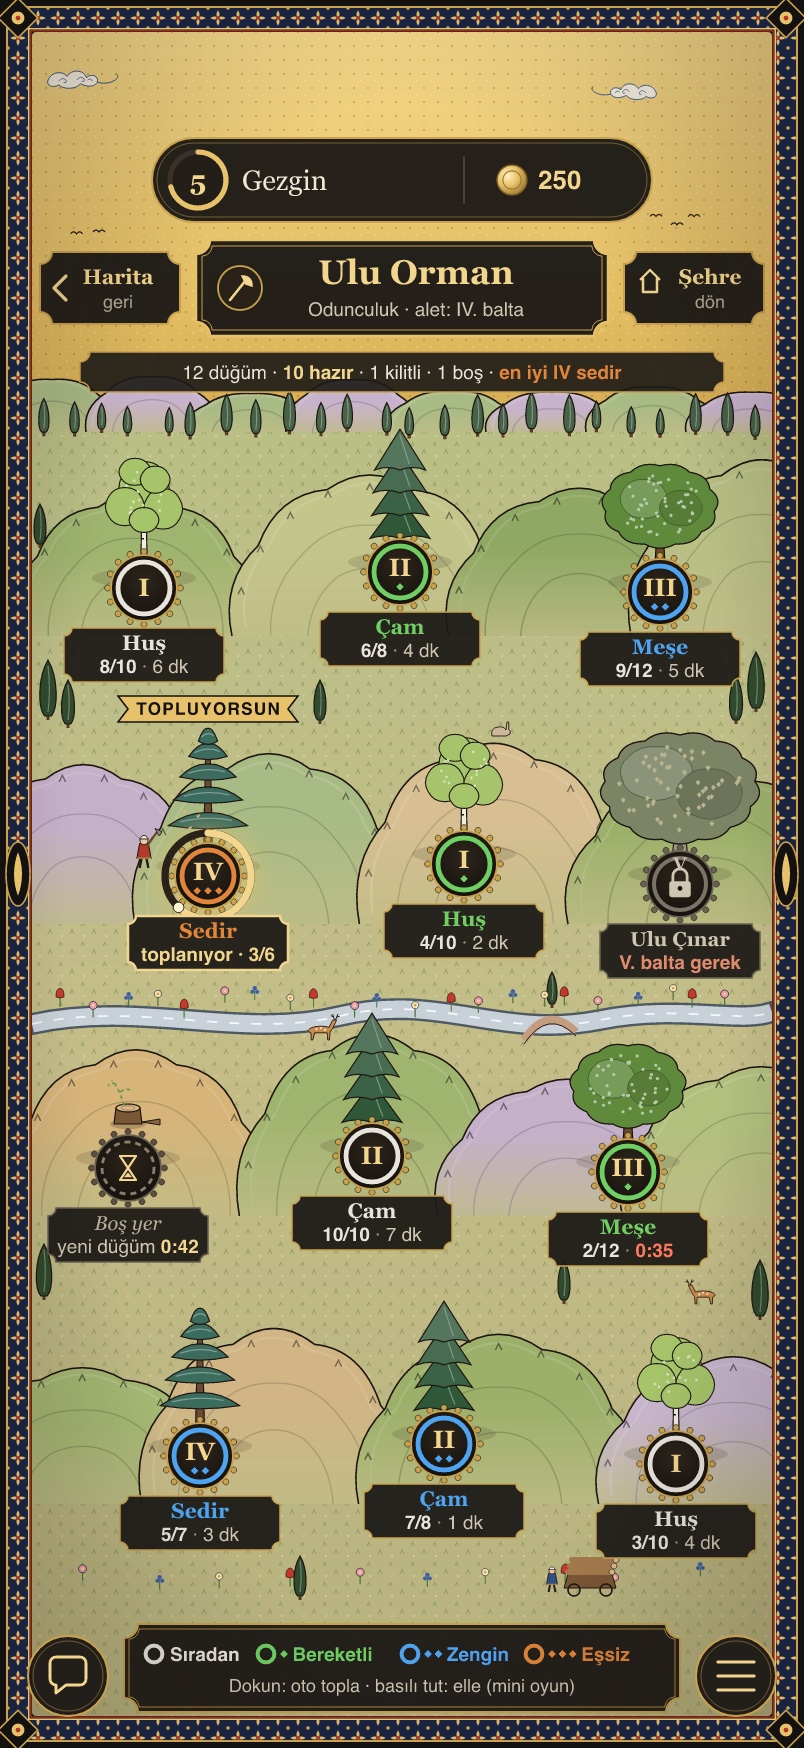 5 Gezgin 250
Harita
geri
Ulu Orman
Odunculuk · alet: IV. balta
Şehre
dön
12 düğüm · 10 hazır · 1 kilitli · 1 boş · en iyi IV sedir
I
Huş
8/10 · 6 dk
II
Çam
6/8 · 4 dk
III
Meşe
9/12 · 5 dk
TOPLUYORSUN
IV
Sedir
toplanıyor · 3/6
I
Huş
4/10 · 2 dk
Ulu Çınar
V. balta gerek
Boş yer
yeni düğüm 0:42
II
Çam
10/10 · 7 dk
III
Meşe
2/12 · 0:35
IV
Sedir
5/7 · 3 dk
II
Çam
7/8 · 1 dk
I
Huş
3/10 · 4 dk
Sıradan Bereketli Zengin Eşsiz
Dokun: oto topla · basılı tut: elle (mini oyun)